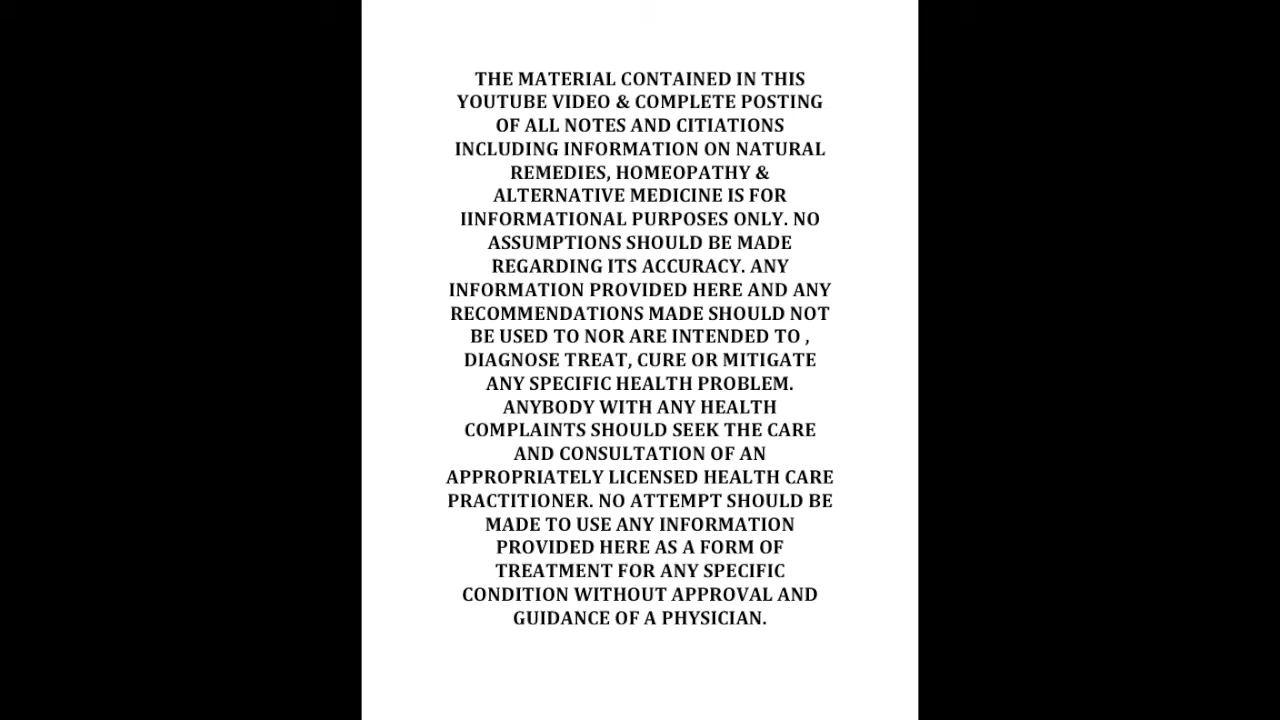 THE MATERIAL CONTAINED IN THIS
YOUTUBE VIDEO & COMPLETE POSTING
OF ALL NOTES AND CITIATIONS
INCLUDING INFORMATION ON NATURAL
REMEDIES, HOMEOPATHY &
ALTERNATIVE MEDICINE IS FOR
IINFORMATIONAL PURPOSES ONLY. NO
ASSUMPTIONS SHOULD BE MADE
REGARDING ITS ACCURACY. ANY
INFORMATION PROVIDED HERE AND ANY
RECOMMENDATIONS MADE SHOULD NOT
BE USED TO NOR ARE INTENDED TO ,
DIAGNOSE TREAT, CURE OR MITIGATE
ANY SPECIFIC HEALTH PROBLEM.
ANYBODY WITH ANY HEALTH
COMPLAINTS SHOULD SEEK THE CARE
AND CONSULTATION OF AN
APPROPRIATELY LICENSED HEALTH CARE
PRACTITIONER. NO ATTEMPT SHOULD BE
MADE TO USE ANY INFORMATION
PROVIDED HERE AS A FORM OF
TREATMENT FOR ANY SPECIFIC
CONDITION WITHOUT APPROVAL AND
GUIDANCE OF A PHYSICIAN.